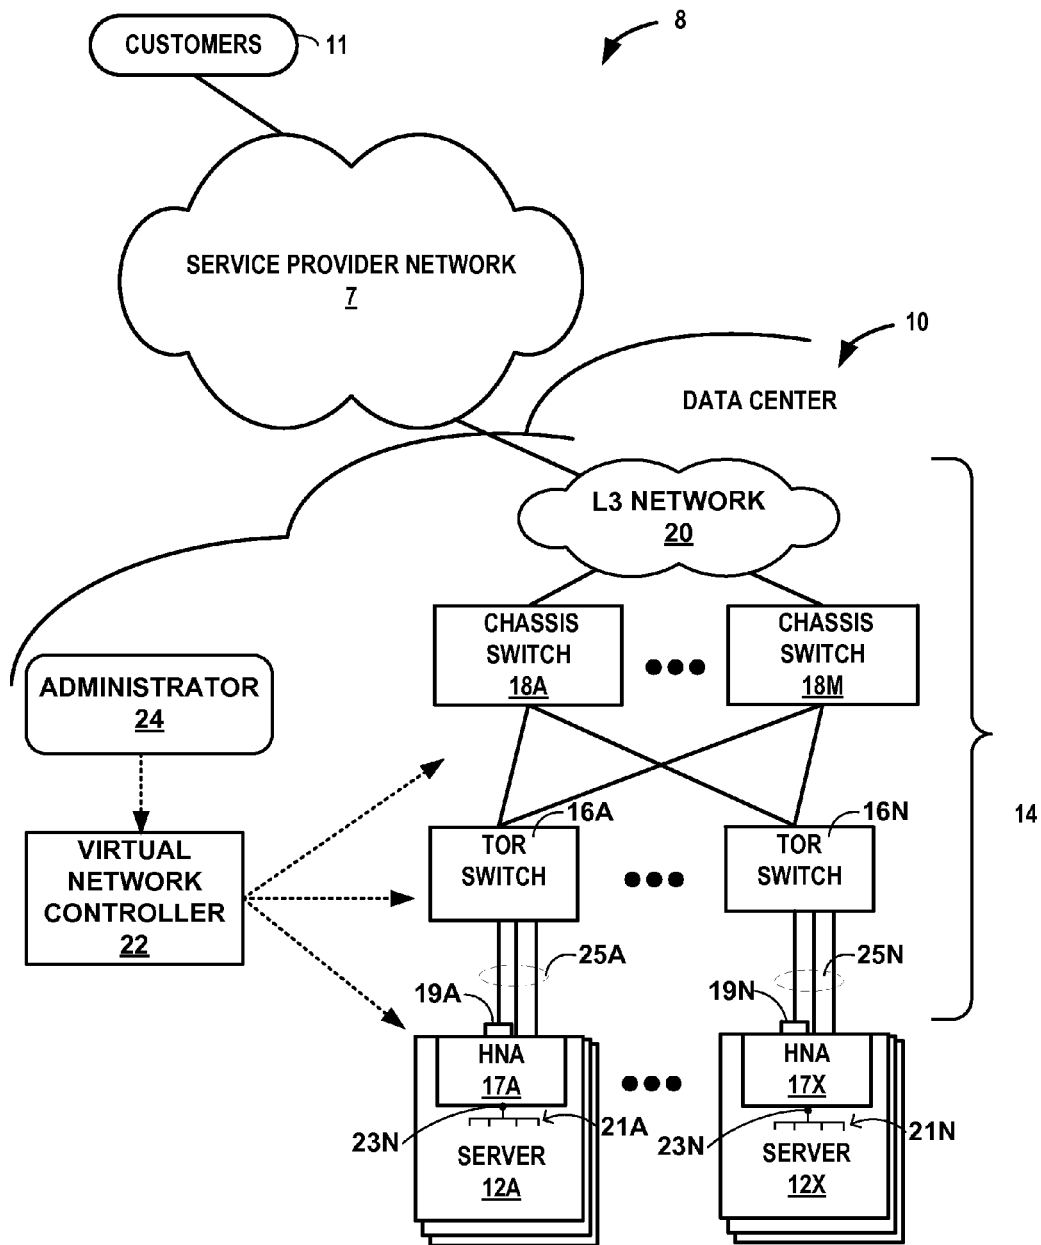 CUSTOMERS
11
8
SERVICE PROVIDER NETWORK
7
10
DATA CENTER
L3 NETWORK
20
CHASSIS
SWITCH
18A
CHASSIS
SWITCH
18M
ADMINISTRATOR
24
14
16A
TOR
SWITCH
16N
TOR
SWITCH
VIRTUAL
NETWORK
CONTROLLER
22
25A
25N
19A
19N
HNA
17A
HNA
17X
23N
21A
23N
21N
SERVER
12A
SERVER
12X